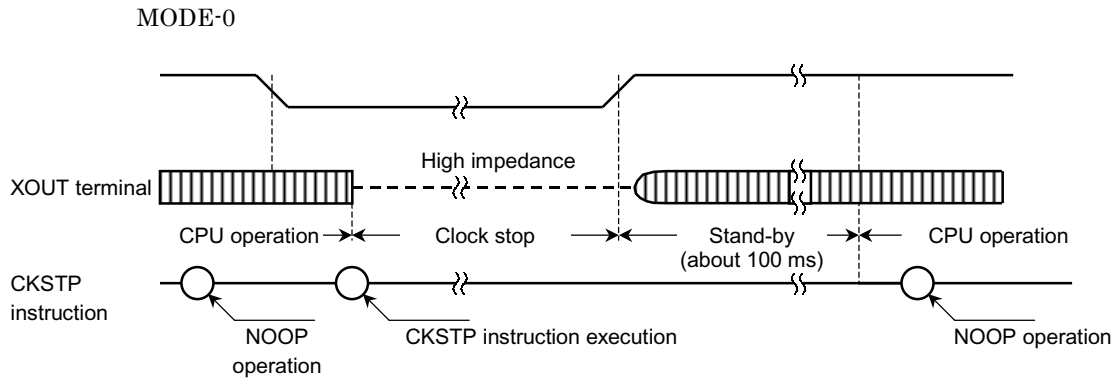 MODE-0
High impedance
XOUT terminal
CPU operation
Clock stop
Stand-by
(about 100 ms)
CPU operation
CKSTP
instruction
NOOP
operation
CKSTP instruction execution
NOOP operation